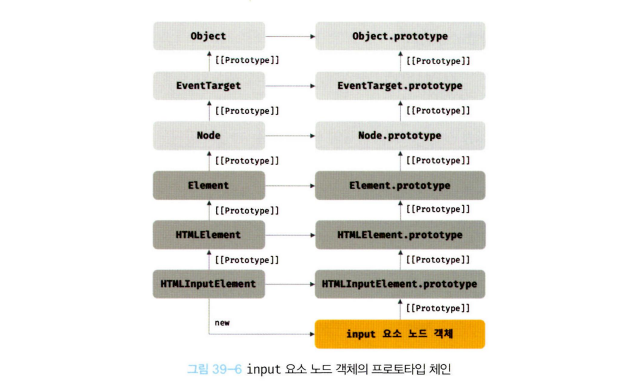 Object Object.prototype
[[Prototype]] [[Prototype]]
EventTarget EventTarget.prototype
[[Prototype]] [[Prototype]]
Node Node.prototype
[[Prototype]] [[Prototype]]
Element Element.prototype
[[Prototype]] [[Prototype]]
HTMLElement HTMLElement.prototype
[[Prototype]] [[Prototype]]
HTMLInputElement HTMLInputElement.prototype
[[Prototype]]
new
input 요소 노드 객체
그림 39-6 input 요소 노드 객체의 프로토타입 체인